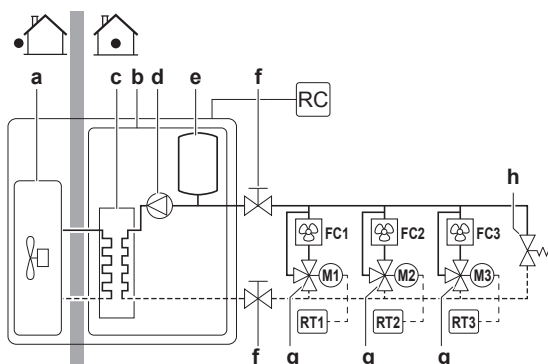 a c b d e f
RC
h
FC1 FC2 FC3
M1 M2 M3
RT1 RT2 RT3
f g g g